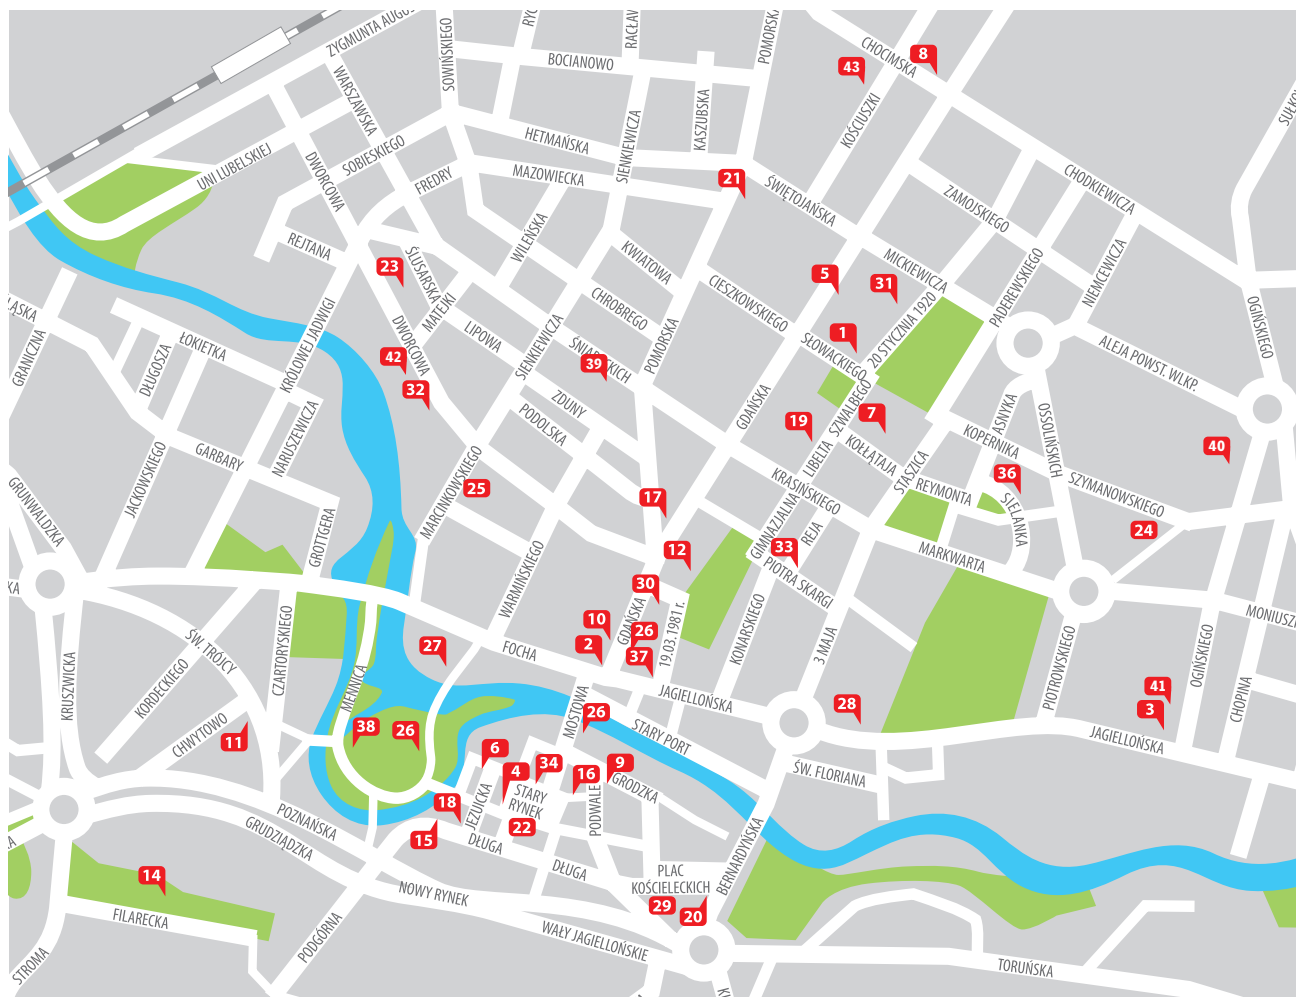 ZYGMUNTA AUGUS
SOWIŃSKIEGO
RYC
RACŁAW
POMORSKA
BOCIANOWO
CHOCIMSKA
8
43
KOŚCIUSZKI
SUŁKO
WARSZAWSKA
KASZUBSKA
HETMAŃSKA
SIENKIEWICZA
SOBIESKIEGO
UNI LUBELSKIEJ
DWORCOWA
FREDRY
MAZOWIECKA
21
ŚWIĘTOJAŃSKA
ZAMOJSKIEGO
CHODKIEWICZA
REJTANA
ŚLUSARSKA
WILEŃSKA
KWIATOWA
23
MATEJKI
CHROBREGO
CIESZKOWSKIEGO
5
31
MICKIEWICZA
PADEREWSKIEGO
NIEMCEWICZA
OGIŃSKIEGO
ŁĄSKA
GRANICZNA
ŁOKIETKA
DŁUGOSZA
KRÓLOWEJ JADWIGI
DWORCOWA
LIPOWA
SIENKIEWICZA
ŚNIADECKICH
POMORSKA
1
SŁOWACKIEGO
20 STYCZNIA 1920
ALEJA POWST. WLKP.
42
32
39
ZDUNY
PODOLSKA
GDAŃSKA
19
7
SZWALBEGO
LIBELTA
KOŁŁĄTAJA
STASZICA
ASNYKA
KOPERNIKA
OSSOLIŃSKICH
40
NARUSZEWICZA
GARBARY
JACKOWSKIEGO
MARCINKOWSKIEGO
25
17
KRASIŃSKIEGO
REYMONTA
36
SIELANKA
SZYMANOWSKIEGO
24
GRUNWALDZKA
GROTTGERA
WARMIŃSKIEGO
12
GIMNAZJALNA
REJA
33
PIOTRA SKARGI
MARKWARTA
KA
30
GDAŃSKA
10
26
2
37
19.03.1981 r.
KONARSKIEGO
3 MAJA
PIOTROWSKIEGO
OGIŃSKIEGO
MONIUSZK
CZARTORYSKIEGO
ŚW. TRÓJCY
KORDECKIEGO
KRUSZWICKA
CHWYTOWO
11
MENNICA
27
FOCHA
JAGIELLOŃSKA
28
41
3
CHOPINA
38
26
MOSTOWA
26
STARY PORT
JAGIELLOŃSKA
6
4
34
16
9
GRODZKA
STARY
RYNEK
22
PODWALE
ŚW. FLORIANA
18
15
JEZUICKA
POZNAŃSKA
GRUDZIĄDZKA
DŁUGA
DŁUGA
PLAC
KOŚCIELECKICH
29
20
BERNARDYŃSKA
14
FILARECKA
PODGÓRNA
NOWY RYNEK
WAŁY JAGIELLOŃSKIE
TORUŃSKA
STROMA